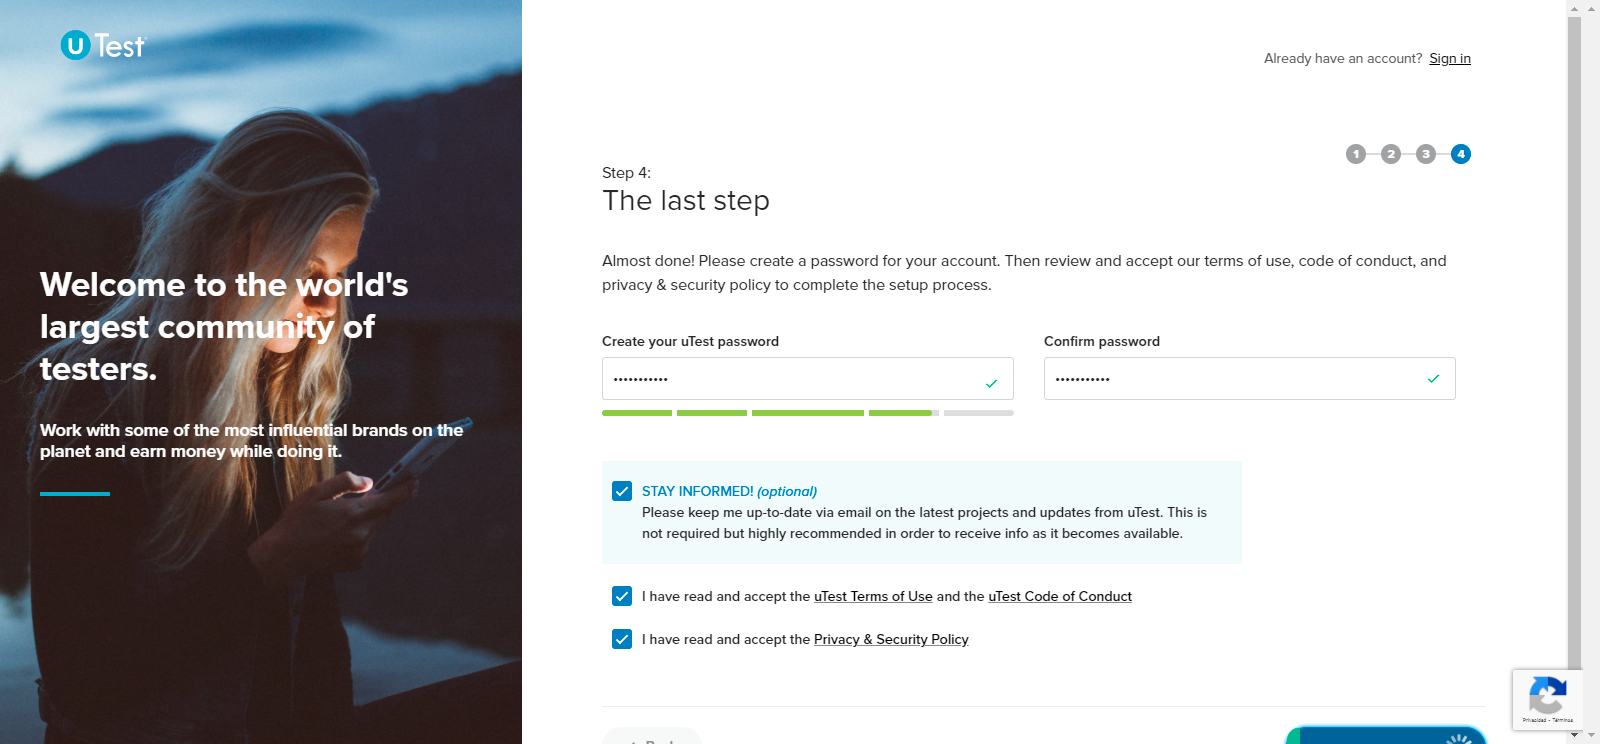 uTest
Welcome to the world's
largest community of
testers.
Work with some of the most influential brands on the
planet and earn money while doing it.
Already have an account? Sign in
1 2 3 4
Step 4:
The last step
Almost done! Please create a password for your account. Then review and accept our terms of use, code of conduct, and
privacy & security policy to complete the setup process.
Create your uTest password
Confirm password
•••••••••••
•••••••••••
STAY INFORMED! (optional)
Please keep me up-to-date via email on the latest projects and updates from uTest. This is
not required but highly recommended in order to receive info as it becomes available.
I have read and accept the uTest Terms of Use and the uTest Code of Conduct
I have read and accept the Privacy & Security Policy
Privacidad - Términos